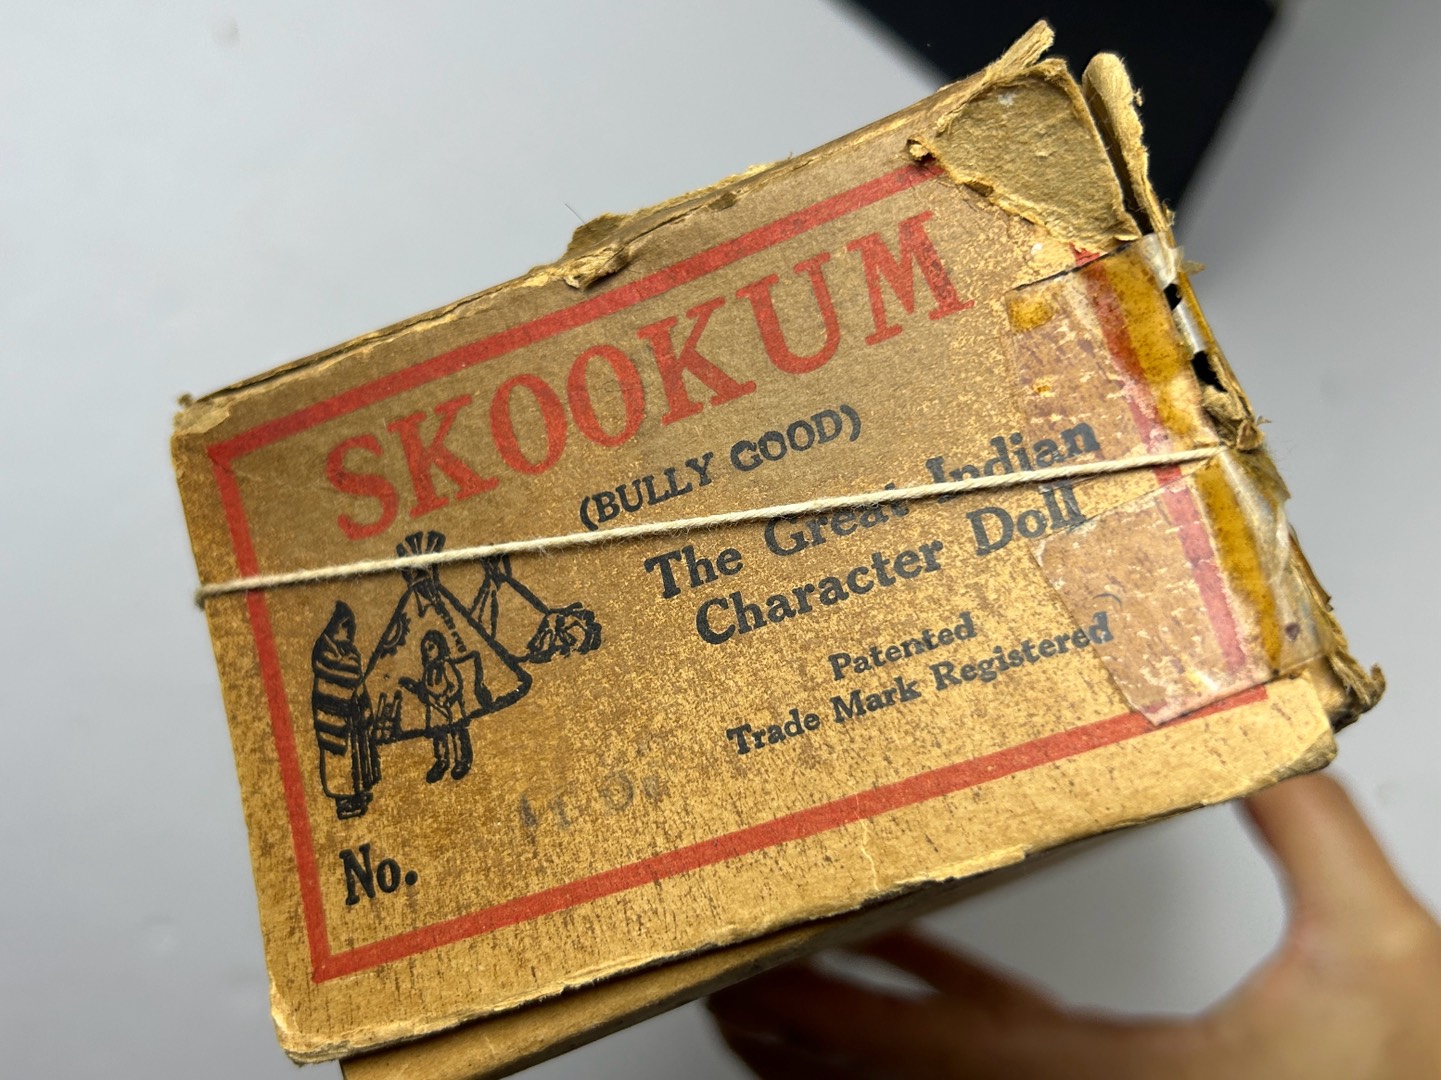 SKOOKUM
(BULLY GOOD)
The Great Indian
Character Doll
Patented
Trade Mark Registered
No.